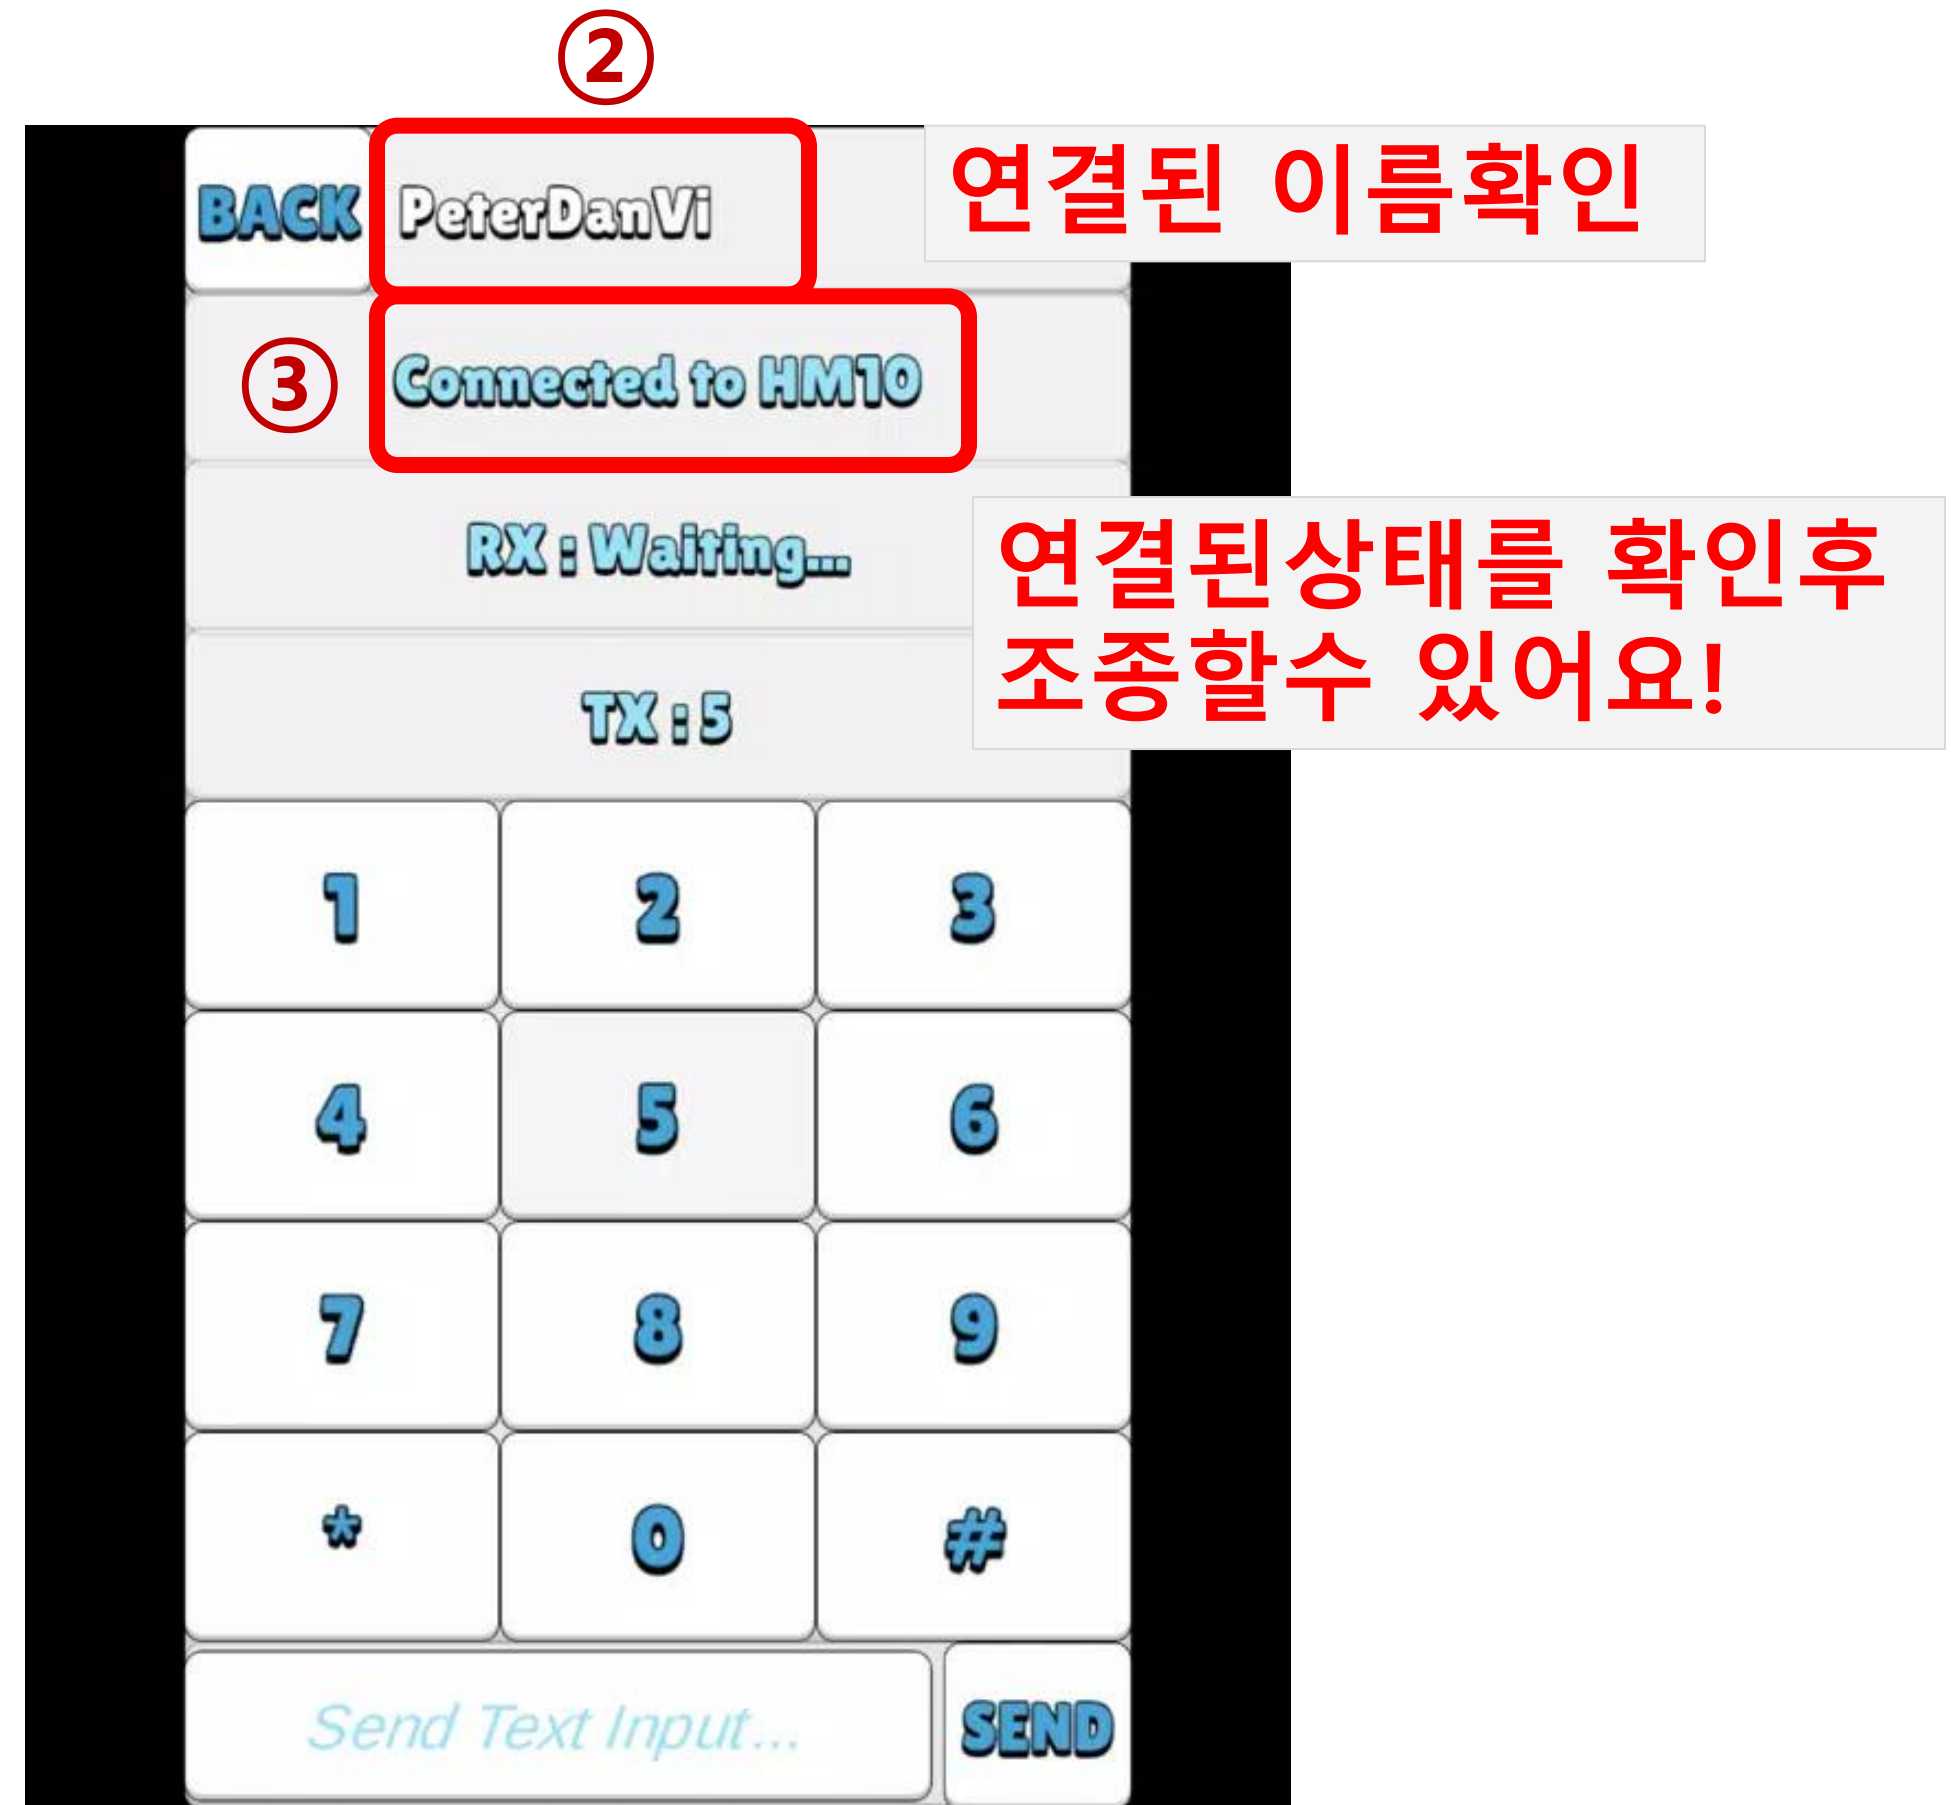 ②
BACK PeterDanVi
연결된 이름확인
③ Connected to HM10
RX : Waiting...
연결된상태를 확인후
조종할수 있어요!
TX : 5
1 2 3
4 5 6
7 8 9
* 0 #
Send Text Input... SEND